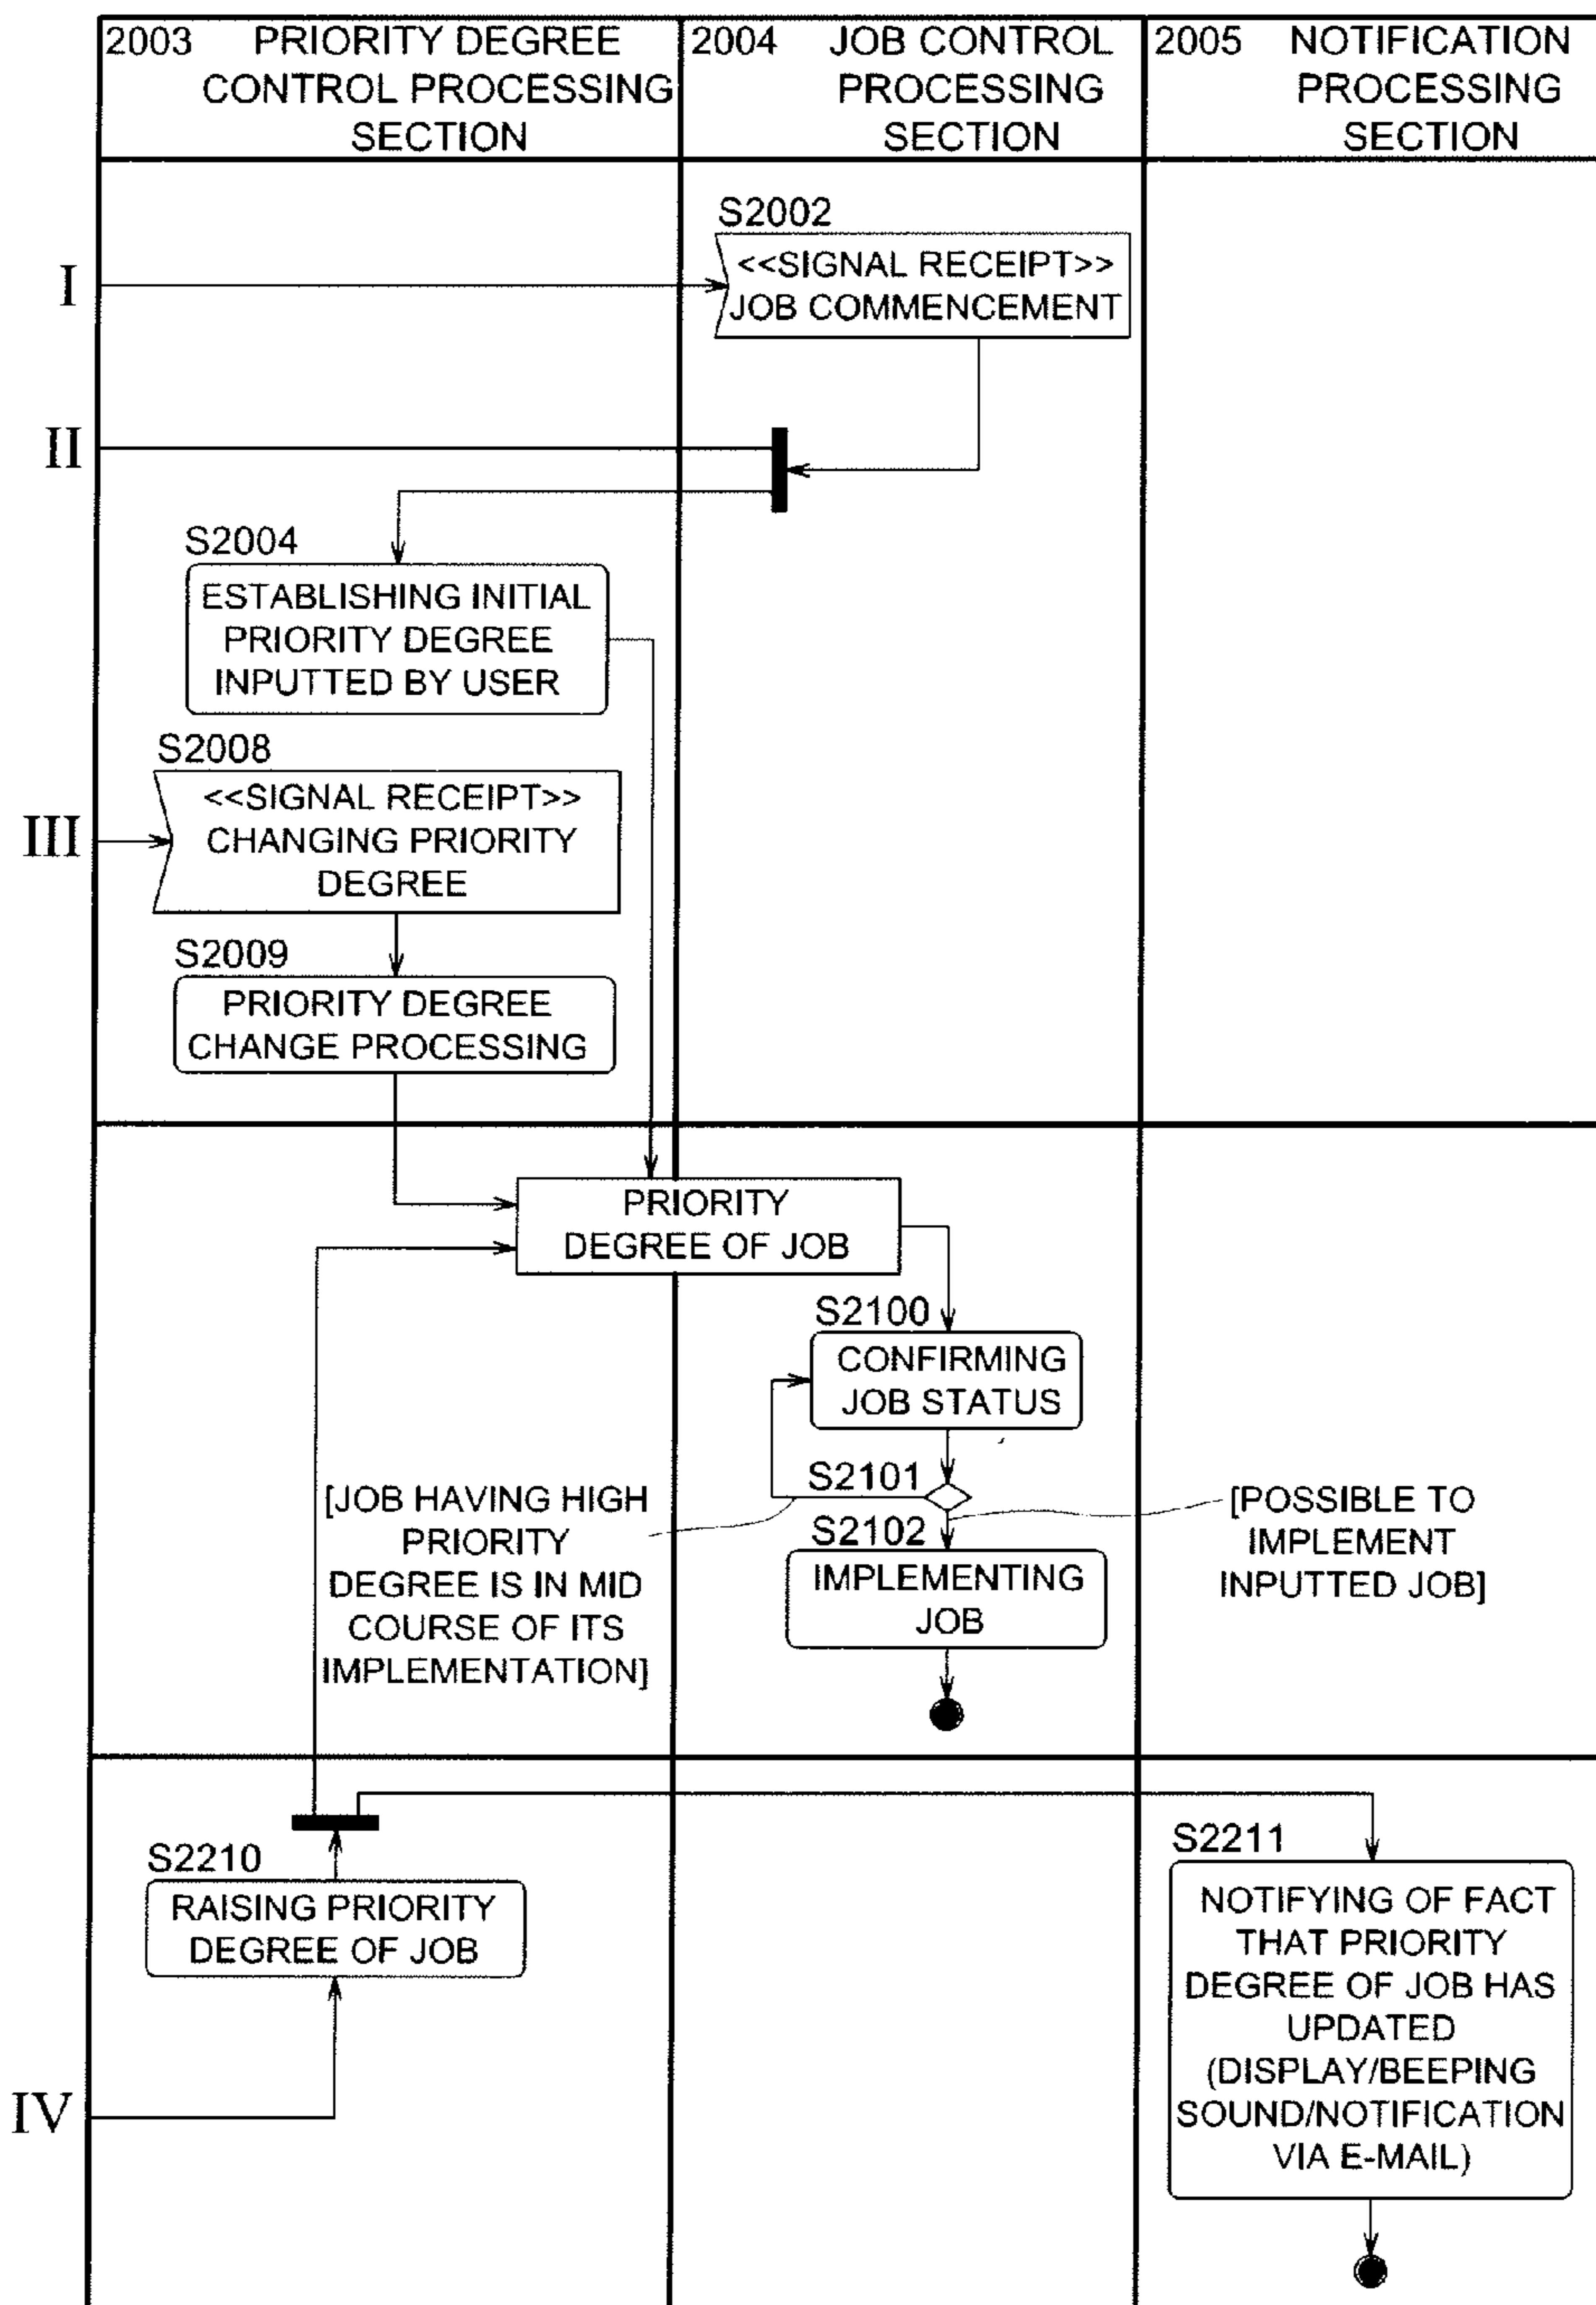 2003 PRIORITY DEGREE
CONTROL PROCESSING
SECTION
2004 JOB CONTROL
PROCESSING
SECTION
2005 NOTIFICATION
PROCESSING
SECTION
S2002
<<SIGNAL RECEIPT>>
JOB COMMENCEMENT
I
II
S2004
ESTABLISHING INITIAL
PRIORITY DEGREE
INPUTTED BY USER
S2008
<<SIGNAL RECEIPT>>
CHANGING PRIORITY
DEGREE
III
S2009
PRIORITY DEGREE
CHANGE PROCESSING
PRIORITY
DEGREE OF JOB
S2100
CONFIRMING
JOB STATUS
S2101
[JOB HAVING HIGH
PRIORITY
DEGREE IS IN MID
COURSE OF ITS
IMPLEMENTATION]
[POSSIBLE TO
IMPLEMENT
INPUTTED JOB]
S2102
IMPLEMENTING
JOB
S2210
RAISING PRIORITY
DEGREE OF JOB
S2211
NOTIFYING OF FACT
THAT PRIORITY
DEGREE OF JOB HAS
UPDATED
(DISPLAY/BEEPING
SOUND/NOTIFICATION
VIA E-MAIL)
IV